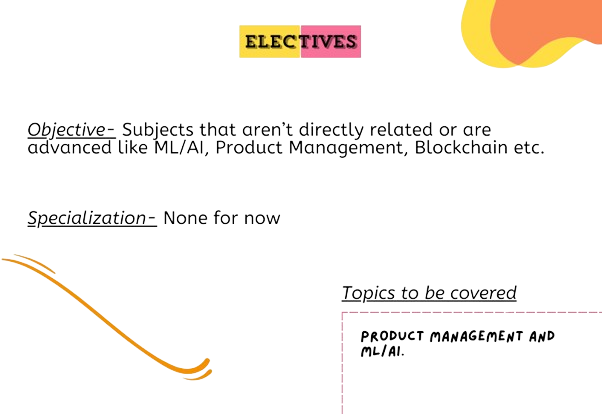 ELECTIVES
Objective- Subjects that aren't directly related or are
advanced like ML/AI, Product Management, Blockchain etc.
Specialization- None for now
Topics to be covered
PRODUCT MANAGEMENT AND
ML/AI.